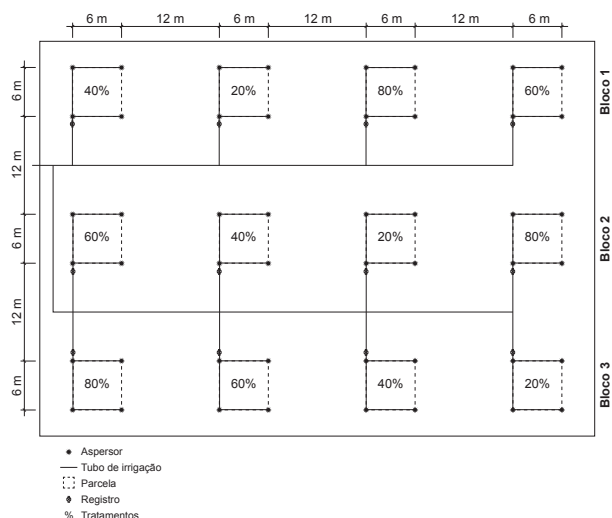 6 m 12 m 6 m 12 m 6 m 12 m 6 m
6 m
12 m
6 m
12 m
6 m
40% 20% 80% 60%
Bloco 1
60% 40% 20% 80%
Bloco 2
80% 60% 40% 20%
Bloco 3
Aspersor
Tubo de irrigação
Parcela
Registro
% Tratamentos